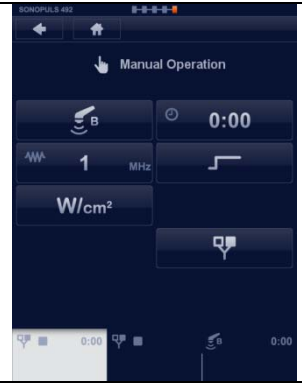 SONOPULS 492
Manual Operation
B 0:00
1 MHz
W/cm²
0:00 B 0:00